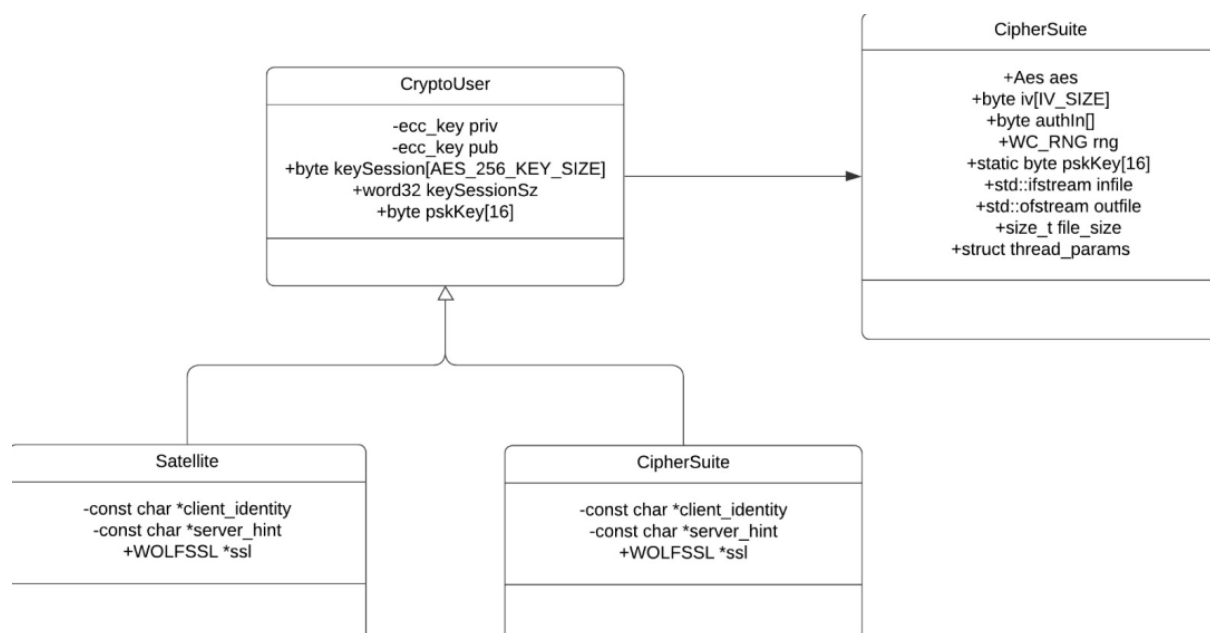 CipherSuite
+Aes aes
+byte iv[IV_SIZE]
+byte authIn[]
+WC_RNG rng
+static byte pskKey[16]
+std::ifstream infile
+std::ofstream outfile
+size_t file_size
+struct thread_params
CryptoUser
-ecc_key priv
-ecc_key pub
+byte keySession[AES_256_KEY_SIZE]
+word32 keySessionSz
+byte pskKey[16]
Satellite
-const char *client_identity
-const char *server_hint
+WOLFSSL *ssl
CipherSuite
-const char *client_identity
-const char *server_hint
+WOLFSSL *ssl